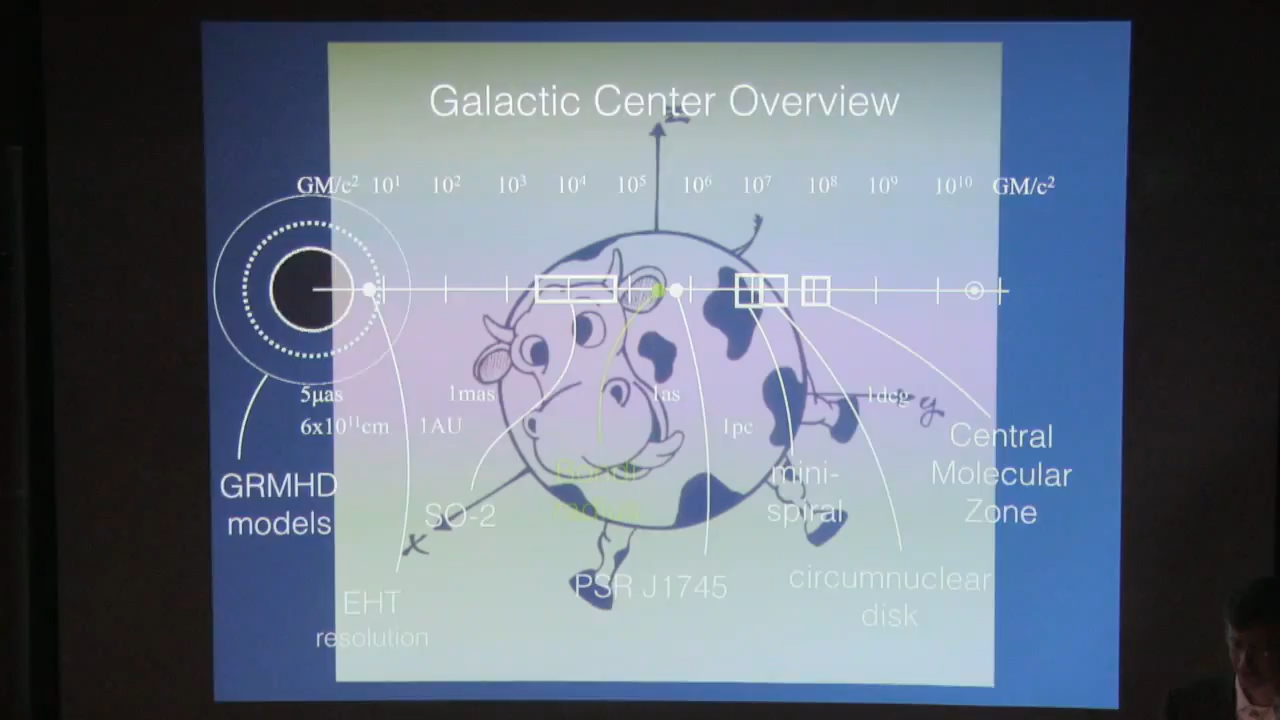 Galactic Center Overview
z
GM/c² 10¹ 10² 10³ 10⁴ 10⁵ 10⁶ 10⁷ 10⁸ 10⁹ 10¹⁰ GM/c²
5μas 1mas 1as 1deg
y
6x10¹¹cm 1AU 1pc
GRMHD
models
SO-2
Bondi
radius
mini-
spiral
Central
Molecular
Zone
x
EHT
resolution
PSR J1745
circumnuclear
disk